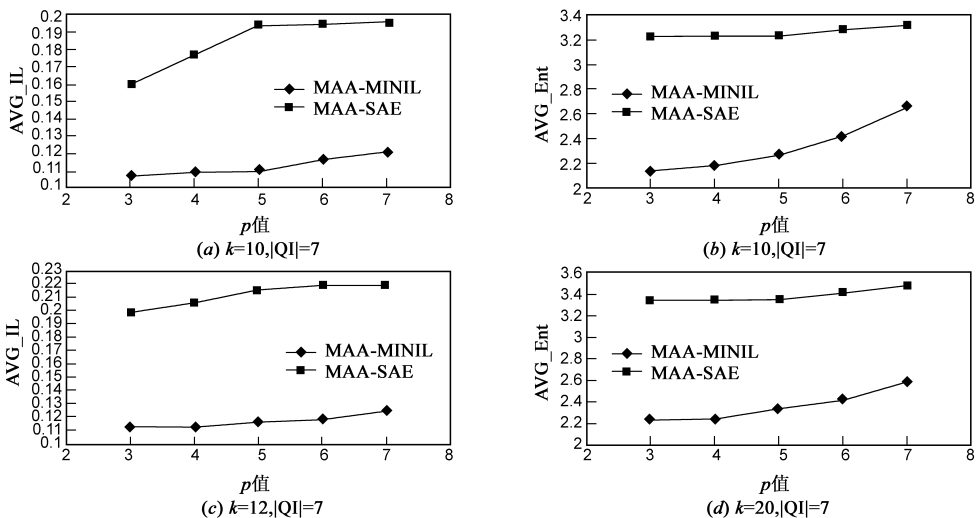 0.2
0.19
0.18
0.17
0.16
0.15
0.14
0.13
0.12
0.11
0.1
AVG_IL
MAA-MINIL
MAA-SAE
2 3 4 5 6 7 8
p值
(a) k=10,|QI|=7
3.4
3.2
3
2.8
2.6
2.4
2.2
2
AVG_Ent
MAA-MINIL
MAA-SAE
2 3 4 5 6 7 8
p值
(b) k=10,|QI|=7
0.23
0.22
0.21
0.2
0.19
0.18
0.17
0.16
0.15
0.14
0.13
0.12
0.11
0.1
AVG_IL
MAA-MINIL
MAA-SAE
2 3 4 5 6 7 8
p值
(c) k=12,|QI|=7
3.6
3.4
3.2
3
2.8
2.6
2.4
2.2
2
AVG_Ent
MAA-MINIL
MAA-SAE
2 3 4 5 6 7 8
p值
(d) k=20,|QI|=7